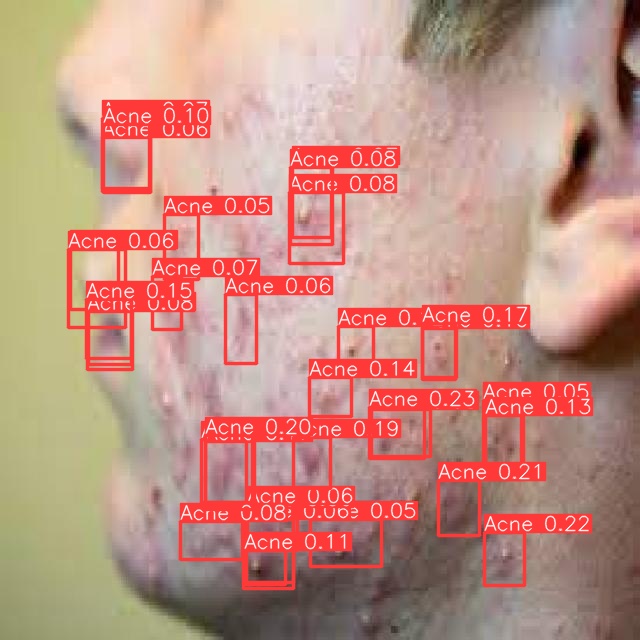 Acne 0.10
Acne 0.06
Acne 0.08
Acne 0.08
Acne 0.05
Acne 0.06
Acne 0.07
Acne 0.15
Acne 0.08
Acne 0.06
Acne 0.17
Acne 0.14
Acne 0.23
Acne 0.05
Acne 0.13
Acne 0.20
0.19
Acne 0.21
Acne 0.06
Acne 0.08
0.05
Acne 0.22
Acne 0.11